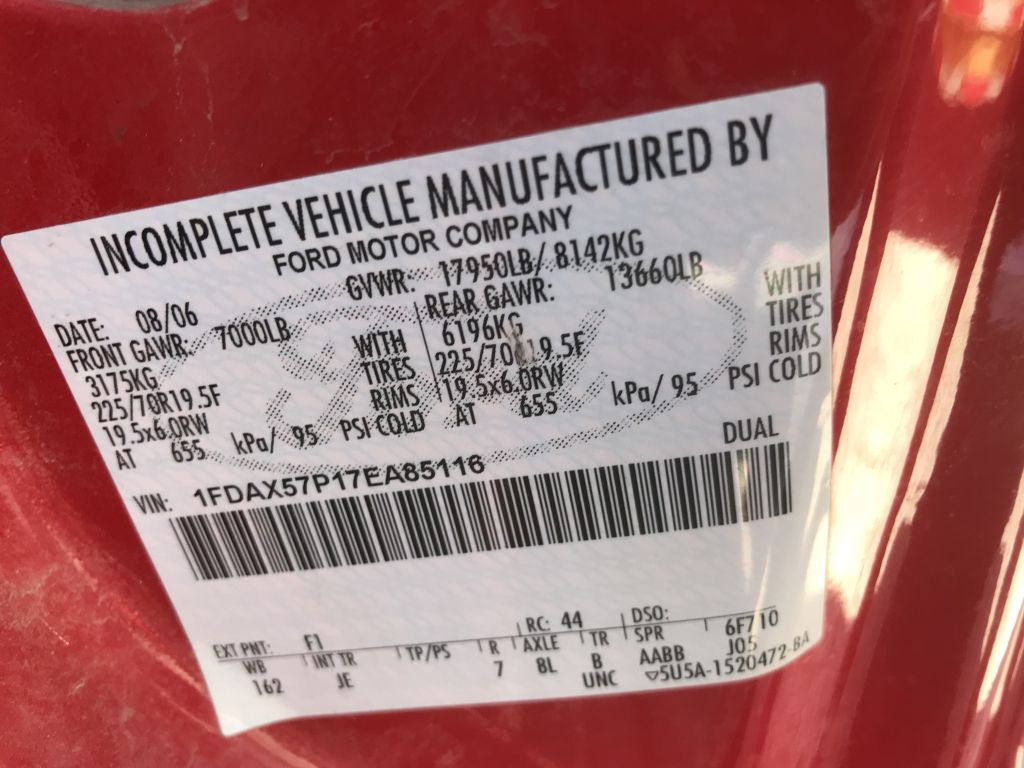 INCOMPLETE VEHICLE MANUFACTURED BY
FORD MOTOR COMPANY
DATE: 08/06 GVWR: 17950LB/ 8142KG
FRONT GAWR: 7000LB REAR GAWR: 13660LB
3175KG WITH 6196KG WITH
225/70R19.5F TIRES 225/70R19.5F TIRES
19.5x6.0RW RIMS 19.5x6.0RW RIMS
AT 655 kPa/ 95 PSI COLD AT 655 kPa/ 95 PSI COLD
DUAL
VIN: 1FDAX57P17EA85116
EXT PNT: F1 RC: 44 DSO:
WB INT TR TP/PS R AXLE TR SPR 6F710
162 JE 7 8L B AABB J05
UNC ▽5U5A-1520472-BA